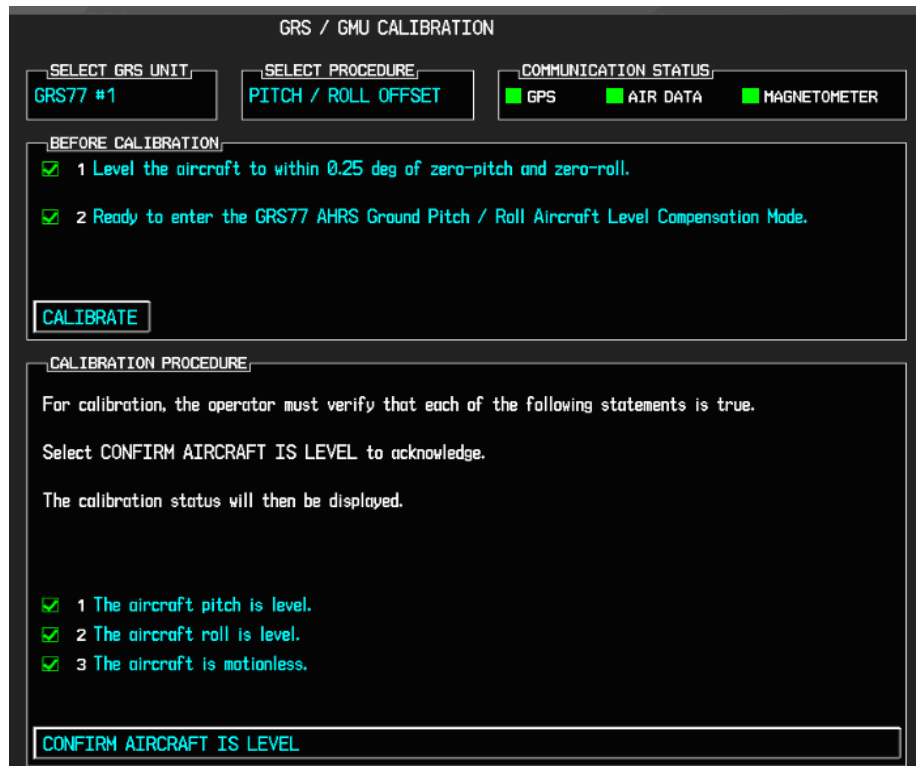 GRS / GMU CALIBRATION
SELECT GRS UNIT
GRS77 #1
SELECT PROCEDURE
PITCH / ROLL OFFSET
COMMUNICATION STATUS
GPS AIR DATA MAGNETOMETER
BEFORE CALIBRATION
1 Level the aircraft to within 0.25 deg of zero-pitch and zero-roll.
2 Ready to enter the GRS77 AHRS Ground Pitch / Roll Aircraft Level Compensation Mode.
CALIBRATE
CALIBRATION PROCEDURE
For calibration, the operator must verify that each of the following statements is true.
Select CONFIRM AIRCRAFT IS LEVEL to acknowledge.
The calibration status will then be displayed.
1 The aircraft pitch is level.
2 The aircraft roll is level.
3 The aircraft is motionless.
CONFIRM AIRCRAFT IS LEVEL